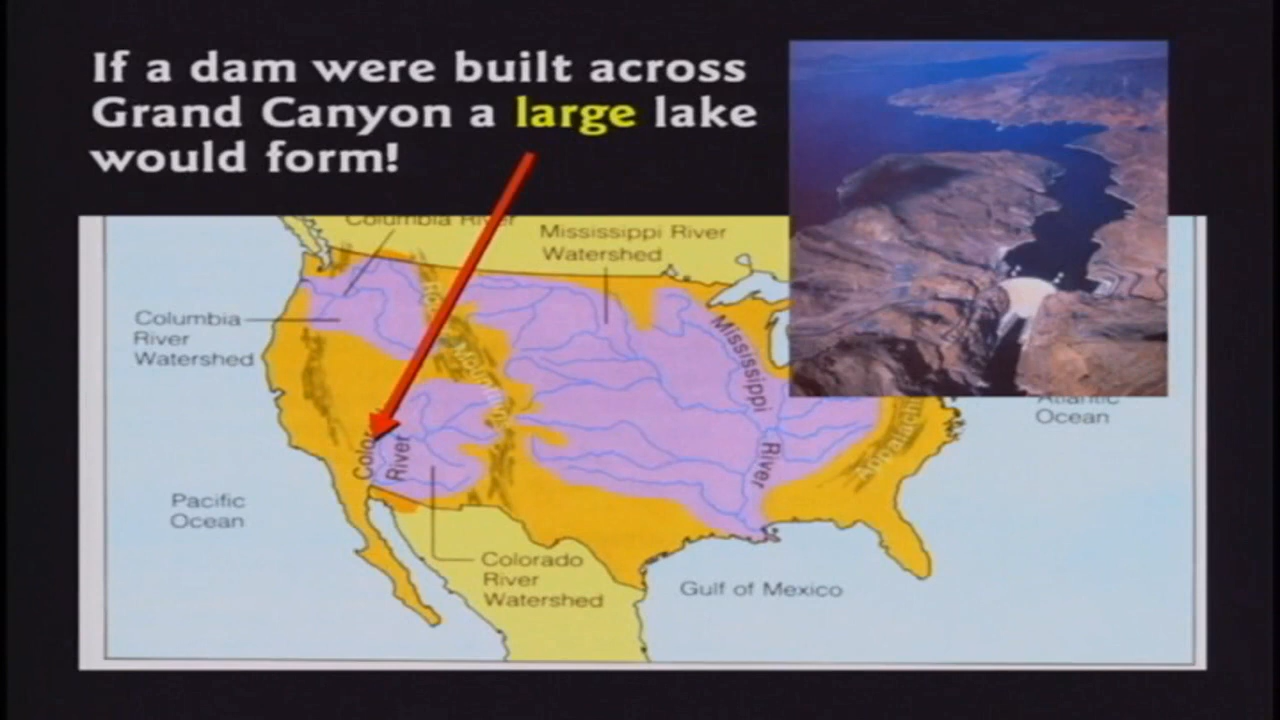 If a dam were built across
Grand Canyon a large lake
would form!
Columbia River
Mississippi River
Watershed
Columbia
River
Watershed
Mississippi
River
Atlantic
Ocean
River
Pacific
Ocean
Colorado
River
Watershed
Gulf of Mexico